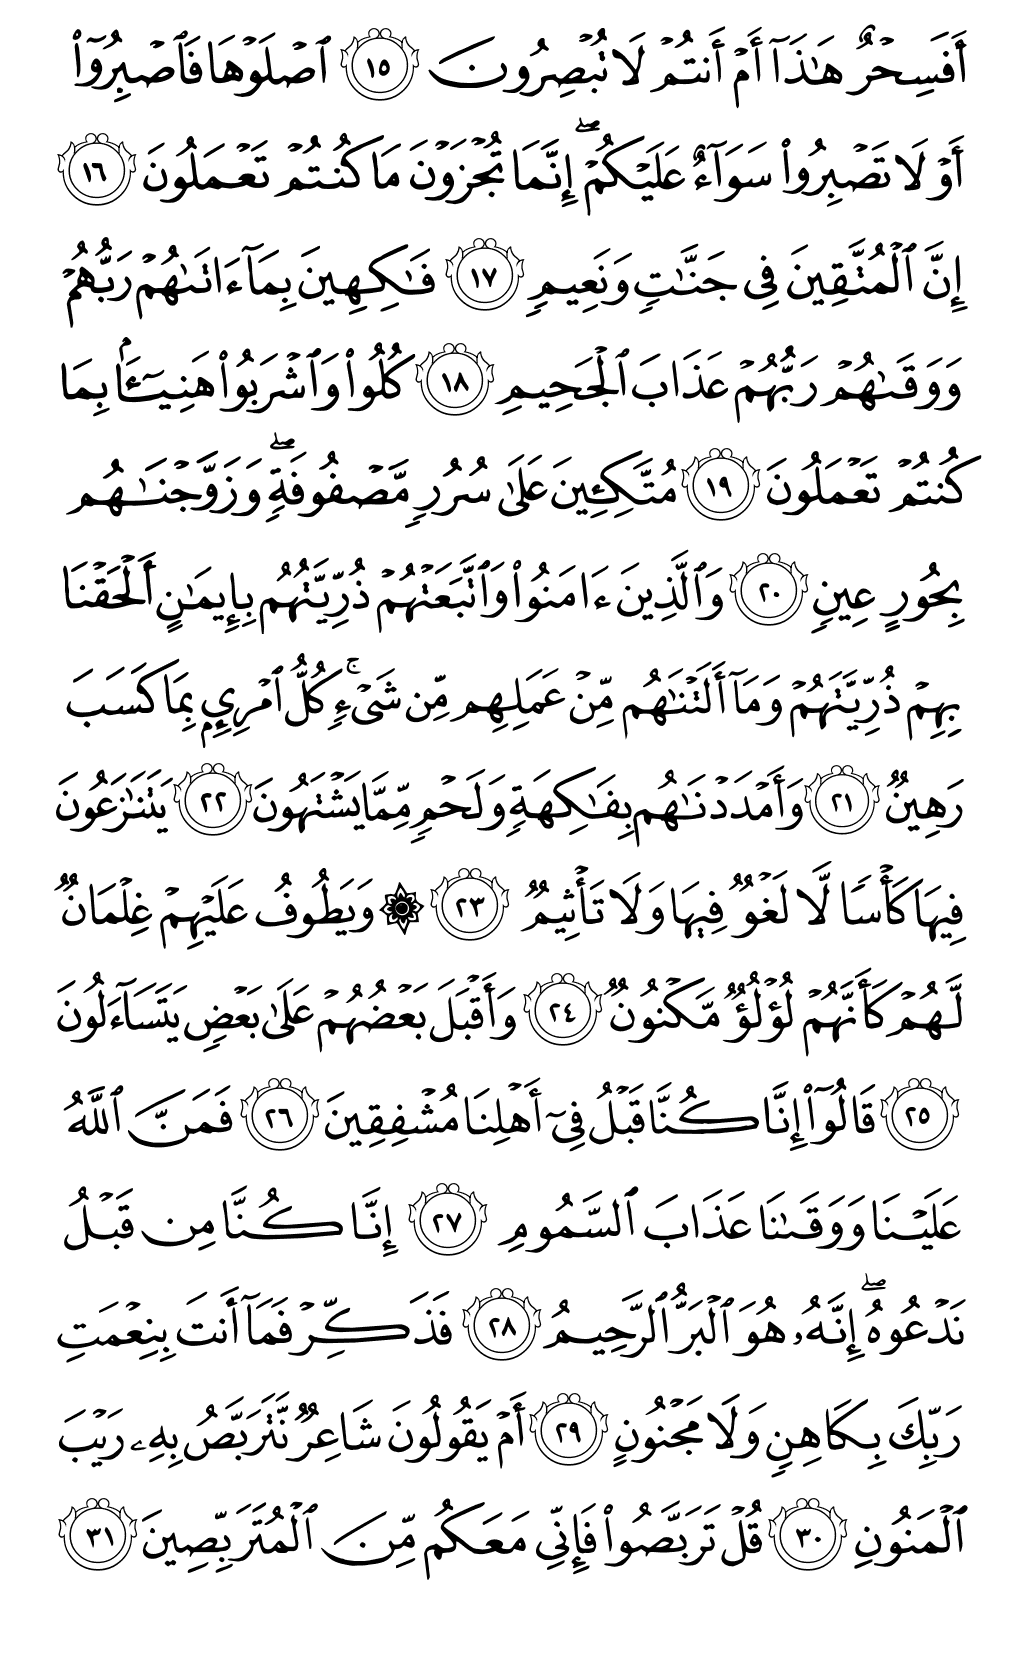 أَفَسِحْرٌ هَٰذَآ أَمْ أَنتُمْ لَا تُبْصِرُونَ ١٥ ٱصْلَوْهَا فَٱصْبِرُوٓا۟
أَوْ لَا تَصْبِرُوا۟ سَوَآءٌ عَلَيْكُمْ ۖ إِنَّمَا تُجْزَوْنَ مَا كُنتُمْ تَعْمَلُونَ ١٦
إِنَّ ٱلْمُتَّقِينَ فِى جَنَّٰتٍ وَنَعِيمٍ ١٧ فَٰكِهِينَ بِمَآ ءَاتَىٰهُمْ رَبُّهُمْ
وَوَقَىٰهُمْ رَبُّهُمْ عَذَابَ ٱلْجَحِيمِ ١٨ كُلُوا۟ وَٱشْرَبُوا۟ هَنِيٓـًٔۢا بِمَا
كُنتُمْ تَعْمَلُونَ ١٩ مُتَّكِـِٔينَ عَلَىٰ سُرُرٍ مَّصْفُوفَةٍ ۖ وَزَوَّجْنَٰهُم
بِحُورٍ عِينٍ ٢٠ وَٱلَّذِينَ ءَامَنُوا۟ وَٱتَّبَعَتْهُمْ ذُرِّيَّتُهُم بِإِيمَٰنٍ أَلْحَقْنَا
بِهِمْ ذُرِّيَّتَهُمْ وَمَآ أَلَتْنَٰهُم مِّنْ عَمَلِهِم مِّن شَىْءٍ ۚ كُلُّ ٱمْرِئٍۭ بِمَا كَسَبَ
رَهِينٌ ٢١ وَأَمْدَدْنَٰهُم بِفَٰكِهَةٍ وَلَحْمٍ مِّمَّا يَشْتَهُونَ ٢٢ يَتَنَٰزَعُونَ
فِيهَا كَأْسًا لَّا لَغْوٌ فِيهَا وَلَا تَأْثِيمٌ ٢٣ ۞ وَيَطُوفُ عَلَيْهِمْ غِلْمَانٌ
لَّهُمْ كَأَنَّهُمْ لُؤْلُؤٌ مَّكْنُونٌ ٢٤ وَأَقْبَلَ بَعْضُهُمْ عَلَىٰ بَعْضٍ يَتَسَآءَلُونَ
٢٥ قَالُوٓا۟ إِنَّا كُنَّا قَبْلُ فِىٓ أَهْلِنَا مُشْفِقِينَ ٢٦ فَمَنَّ ٱللَّهُ
عَلَيْنَا وَوَقَىٰنَا عَذَابَ ٱلسَّمُومِ ٢٧ إِنَّا كُنَّا مِن قَبْلُ
نَدْعُوهُ ۖ إِنَّهُۥ هُوَ ٱلْبَرُّ ٱلرَّحِيمُ ٢٨ فَذَكِّرْ فَمَآ أَنتَ بِنِعْمَتِ
رَبِّكَ بِكَاهِنٍ وَلَا مَجْنُونٍ ٢٩ أَمْ يَقُولُونَ شَاعِرٌ نَّتَرَبَّصُ بِهِۦ رَيْبَ
ٱلْمَنُونِ ٣٠ قُلْ تَرَبَّصُوا۟ فَإِنِّى مَعَكُم مِّنَ ٱلْمُتَرَبِّصِينَ ٣١